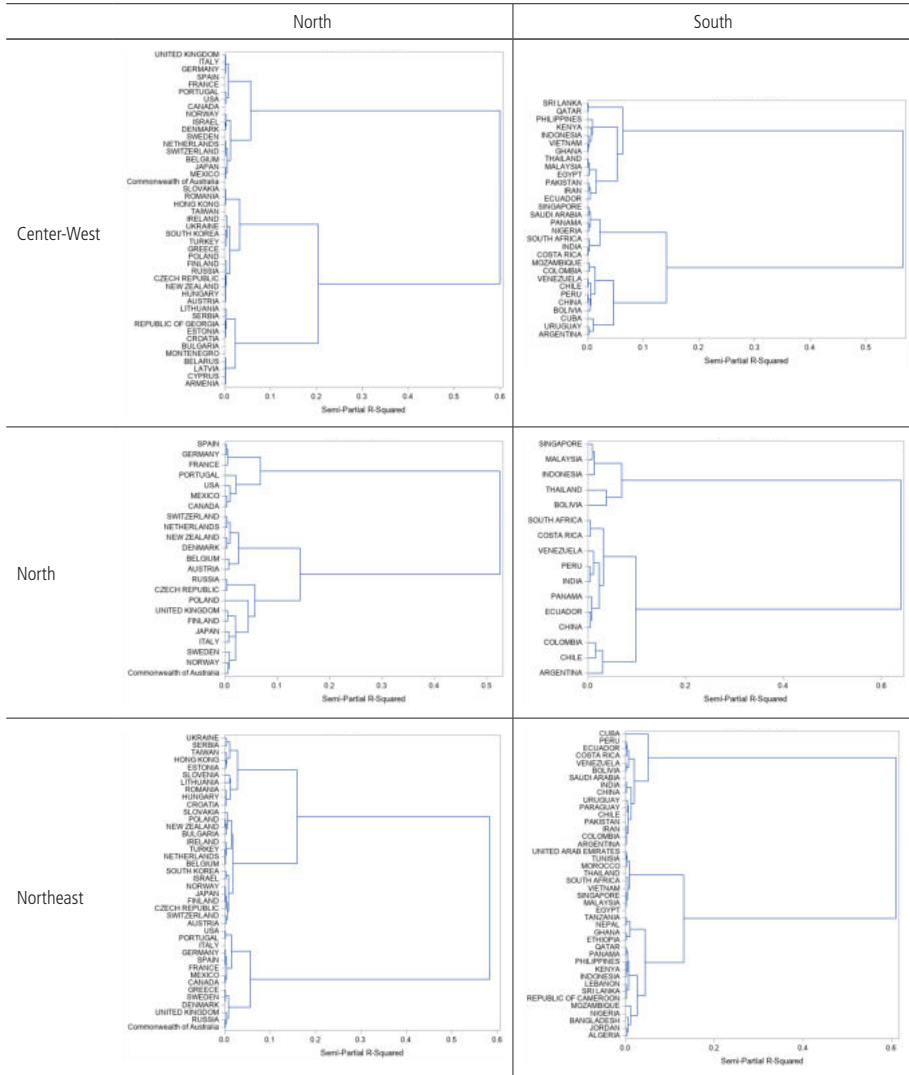 North
South
Center-West
UNITED KINGDOM
ITALY
GERMANY
SPAIN
FRANCE
PORTUGAL
USA
CANADA
NORWAY
ISRAEL
DENMARK
SWEDEN
NETHERLANDS
SWITZERLAND
BELGIUM
JAPAN
MEXICO
Commonwealth of Australia
SLOVAKIA
ROMANIA
HONG KONG
TAIWAN
IRELAND
UKRAINE
SOUTH KOREA
TURKEY
GREECE
POLAND
FINLAND
RUSSIA
CZECH REPUBLIC
NEW ZEALAND
HUNGARY
AUSTRIA
LITHUANIA
SERBIA
REPUBLIC OF GEORGIA
ESTONIA
CROATIA
BULGARIA
MONTENEGRO
BELARUS
LATVIA
CYPRUS
ARMENIA
0.0 0.1 0.2 0.3 0.4 0.5 0.6
Semi-Partial R-Squared
SRI LANKA
QATAR
PHILIPPINES
KENYA
INDONESIA
VIETNAM
GHANA
THAILAND
MALAYSIA
EGYPT
PAKISTAN
IRAN
ECUADOR
SINGAPORE
SAUDI ARABIA
PANAMA
NIGERIA
SOUTH AFRICA
INDIA
COSTA RICA
MOZAMBIQUE
COLOMBIA
VENEZUELA
CHILE
PERU
CHINA
BOLIVIA
CUBA
URUGUAY
ARGENTINA
0.0 0.1 0.2 0.3 0.4 0.5
Semi-Partial R-Squared
North
SPAIN
GERMANY
FRANCE
PORTUGAL
USA
MEXICO
CANADA
SWITZERLAND
NETHERLANDS
NEW ZEALAND
DENMARK
BELGIUM
AUSTRIA
RUSSIA
CZECH REPUBLIC
POLAND
UNITED KINGDOM
FINLAND
JAPAN
ITALY
SWEDEN
NORWAY
Commonwealth of Australia
0.0 0.1 0.2 0.3 0.4 0.5
Semi-Partial R-Squared
SINGAPORE
MALAYSIA
INDONESIA
THAILAND
BOLIVIA
SOUTH AFRICA
COSTA RICA
VENEZUELA
PERU
INDIA
PANAMA
ECUADOR
CHINA
COLOMBIA
CHILE
ARGENTINA
0.0 0.2 0.4 0.6
Semi-Partial R-Squared
Northeast
UKRAINE
SERBIA
TAIWAN
HONG KONG
ESTONIA
SLOVENIA
LITHUANIA
ROMANIA
HUNGARY
CROATIA
SLOVAKIA
POLAND
NEW ZEALAND
BULGARIA
IRELAND
TURKEY
NETHERLANDS
BELGIUM
SOUTH KOREA
ISRAEL
NORWAY
JAPAN
FINLAND
CZECH REPUBLIC
SWITZERLAND
AUSTRIA
USA
PORTUGAL
ITALY
GERMANY
SPAIN
FRANCE
MEXICO
CANADA
GREECE
SWEDEN
DENMARK
UNITED KINGDOM
RUSSIA
Commonwealth of Australia
0.0 0.1 0.2 0.3 0.4 0.5 0.6
Semi-Partial R-Squared
CUBA
PERU
ECUADOR
COSTA RICA
VENEZUELA
BOLIVIA
SAUDI ARABIA
INDIA
CHINA
URUGUAY
PARAGUAY
CHILE
PAKISTAN
IRAN
COLOMBIA
ARGENTINA
UNITED ARAB EMIRATES
TUNISIA
MOROCCO
THAILAND
SOUTH AFRICA
VIETNAM
SINGAPORE
MALAYSIA
EGYPT
TANZANIA
NEPAL
GHANA
ETHIOPIA
QATAR
PANAMA
PHILIPPINES
KENYA
INDONESIA
LEBANON
SRI LANKA
REPUBLIC OF CAMEROON
MOZAMBIQUE
NIGERIA
BANGLADESH
JORDAN
ALGERIA
0.0 0.2 0.4 0.6
Semi-Partial R-Squared